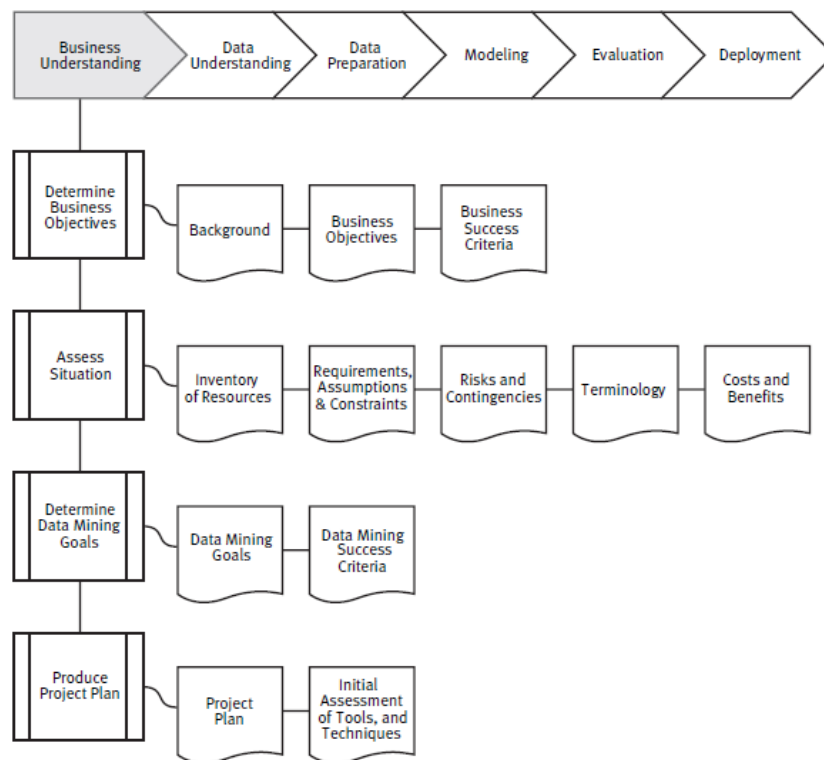 Business
Understanding
Data
Understanding
Data
Preparation
Modeling
Evaluation
Deployment
Determine
Business
Objectives
Background
Business
Objectives
Business
Success
Criteria
Assess
Situation
Inventory
of Resources
Requirements,
Assumptions
& Constraints
Risks and
Contingencies
Terminology
Costs and
Benefits
Determine
Data Mining
Goals
Data Mining
Goals
Data Mining
Success
Criteria
Produce
Project Plan
Project
Plan
Initial
Assessment
of Tools, and
Techniques